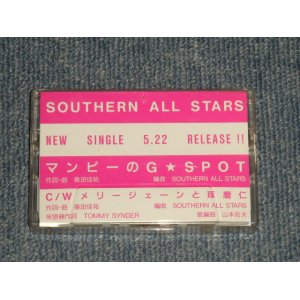 SOUTHERN ALL STARS
NEW SINGLE 5.22 RELEASE!!
マンピーのG★SPOT
作詞・曲 桑田佳祐 編曲 SOUTHERN ALL STARS
C/W メリージェーンと琢磨仁
作詞・曲 桑田佳祐 編曲 SOUTHERN ALL STARS
英語補作詞 TOMMY SYNDER 管編曲 山本拓夫